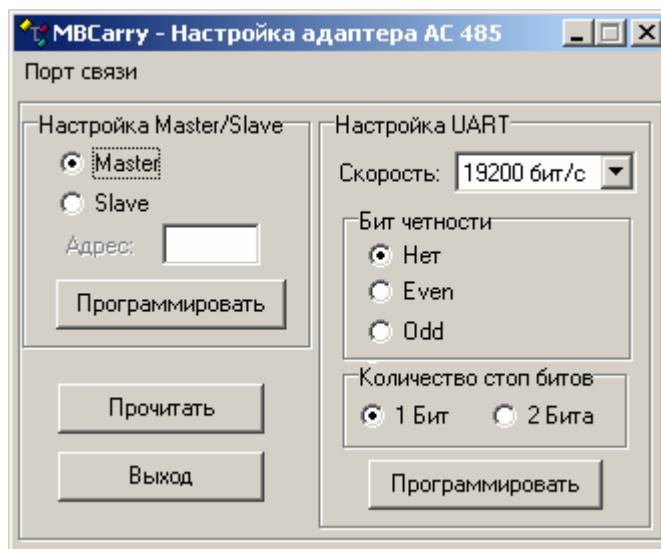 MBCarry - Настройка адаптера AC 485
Порт связи
Настройка Master/Slave
Master
Slave
Адрес:
Программировать
Прочитать
Выход
Настройка UART
Скорость: 19200 бит/с
Бит четности
Нет
Even
Odd
Количество стоп битов
1 Бит 2 Бита
Программировать